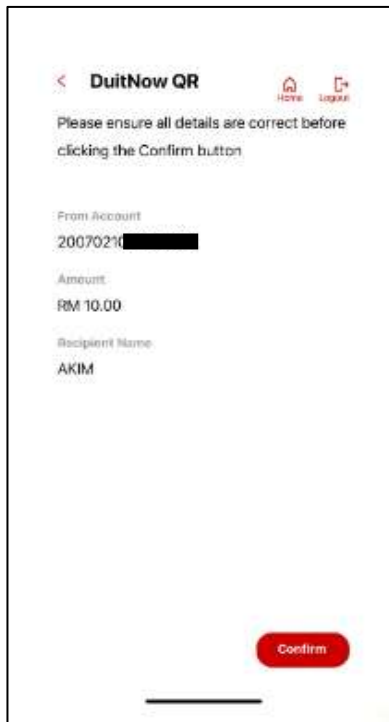 DuitNow QR
Home
Logout
Please ensure all details are correct before
clicking the Confirm button
From Account
20070210
Amount
RM 10.00
Recipient Name
AKIM
Confirm